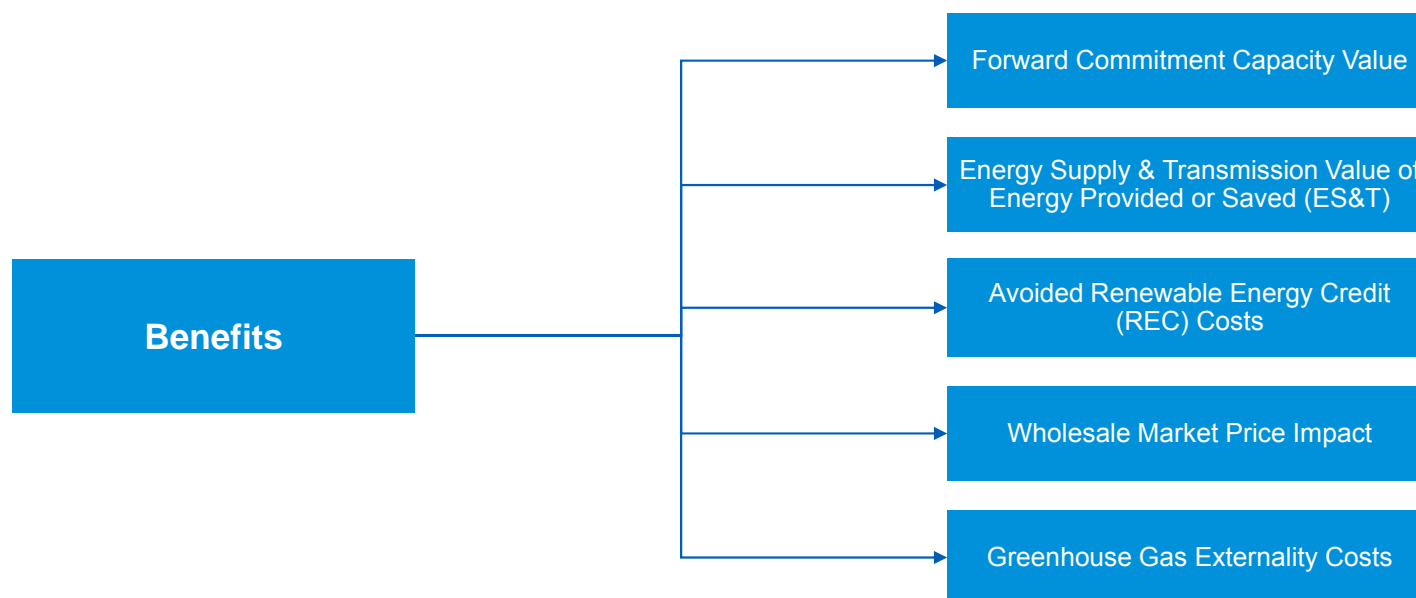 Forward Commitment Capacity Value
Energy Supply & Transmission Value of
Energy Provided or Saved (ES&T)
Avoided Renewable Energy Credit
(REC) Costs
Benefits
Wholesale Market Price Impact
Greenhouse Gas Externality Costs